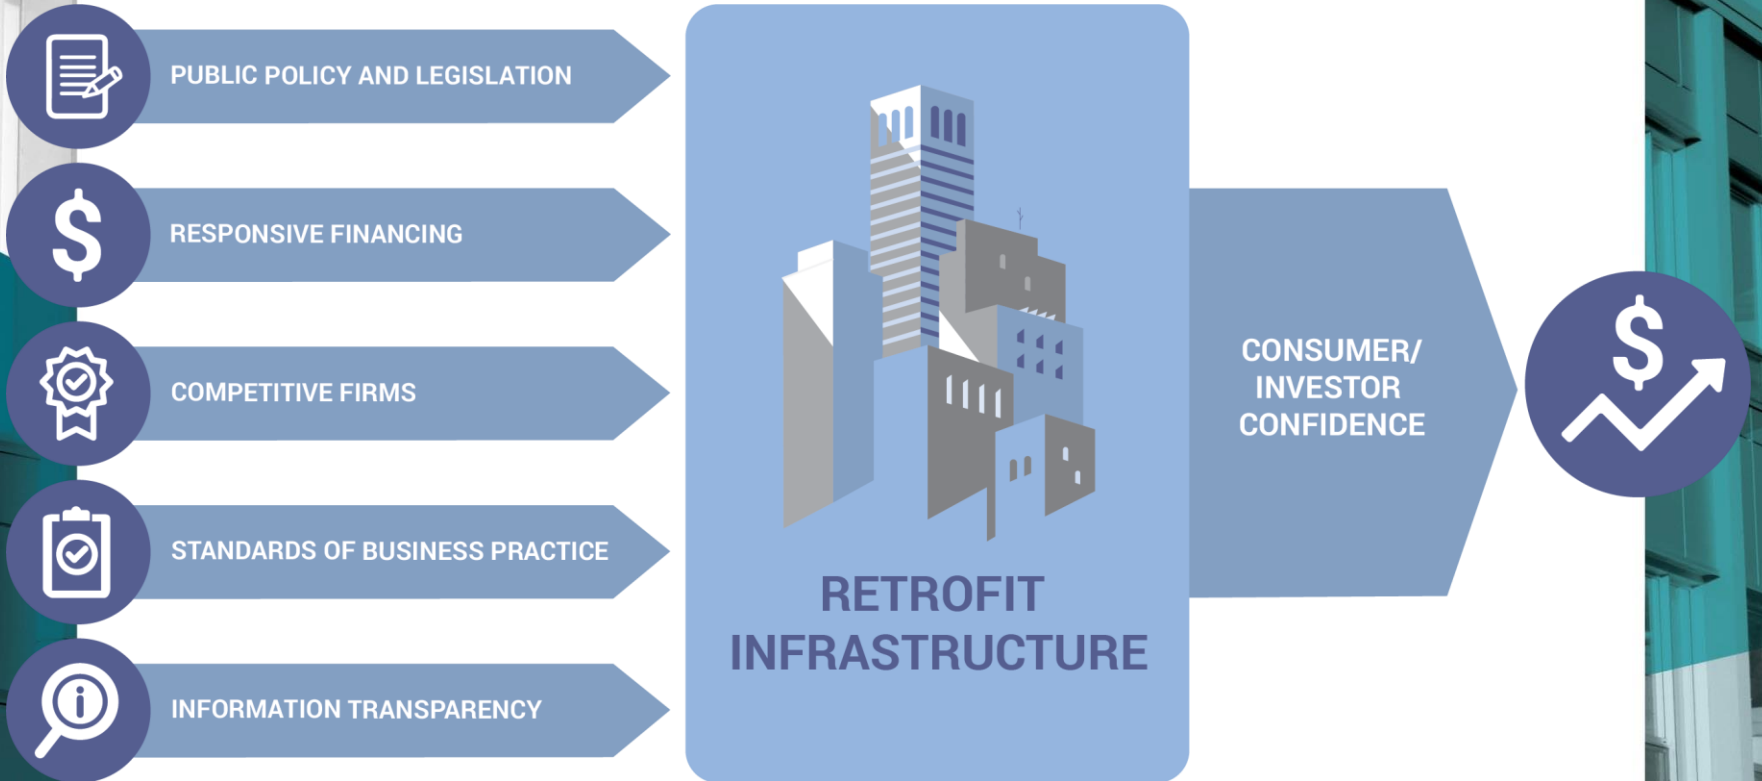 PUBLIC POLICY AND LEGISLATION
RESPONSIVE FINANCING
COMPETITIVE FIRMS
STANDARDS OF BUSINESS PRACTICE
INFORMATION TRANSPARENCY
RETROFIT
INFRASTRUCTURE
CONSUMER/
INVESTOR
CONFIDENCE